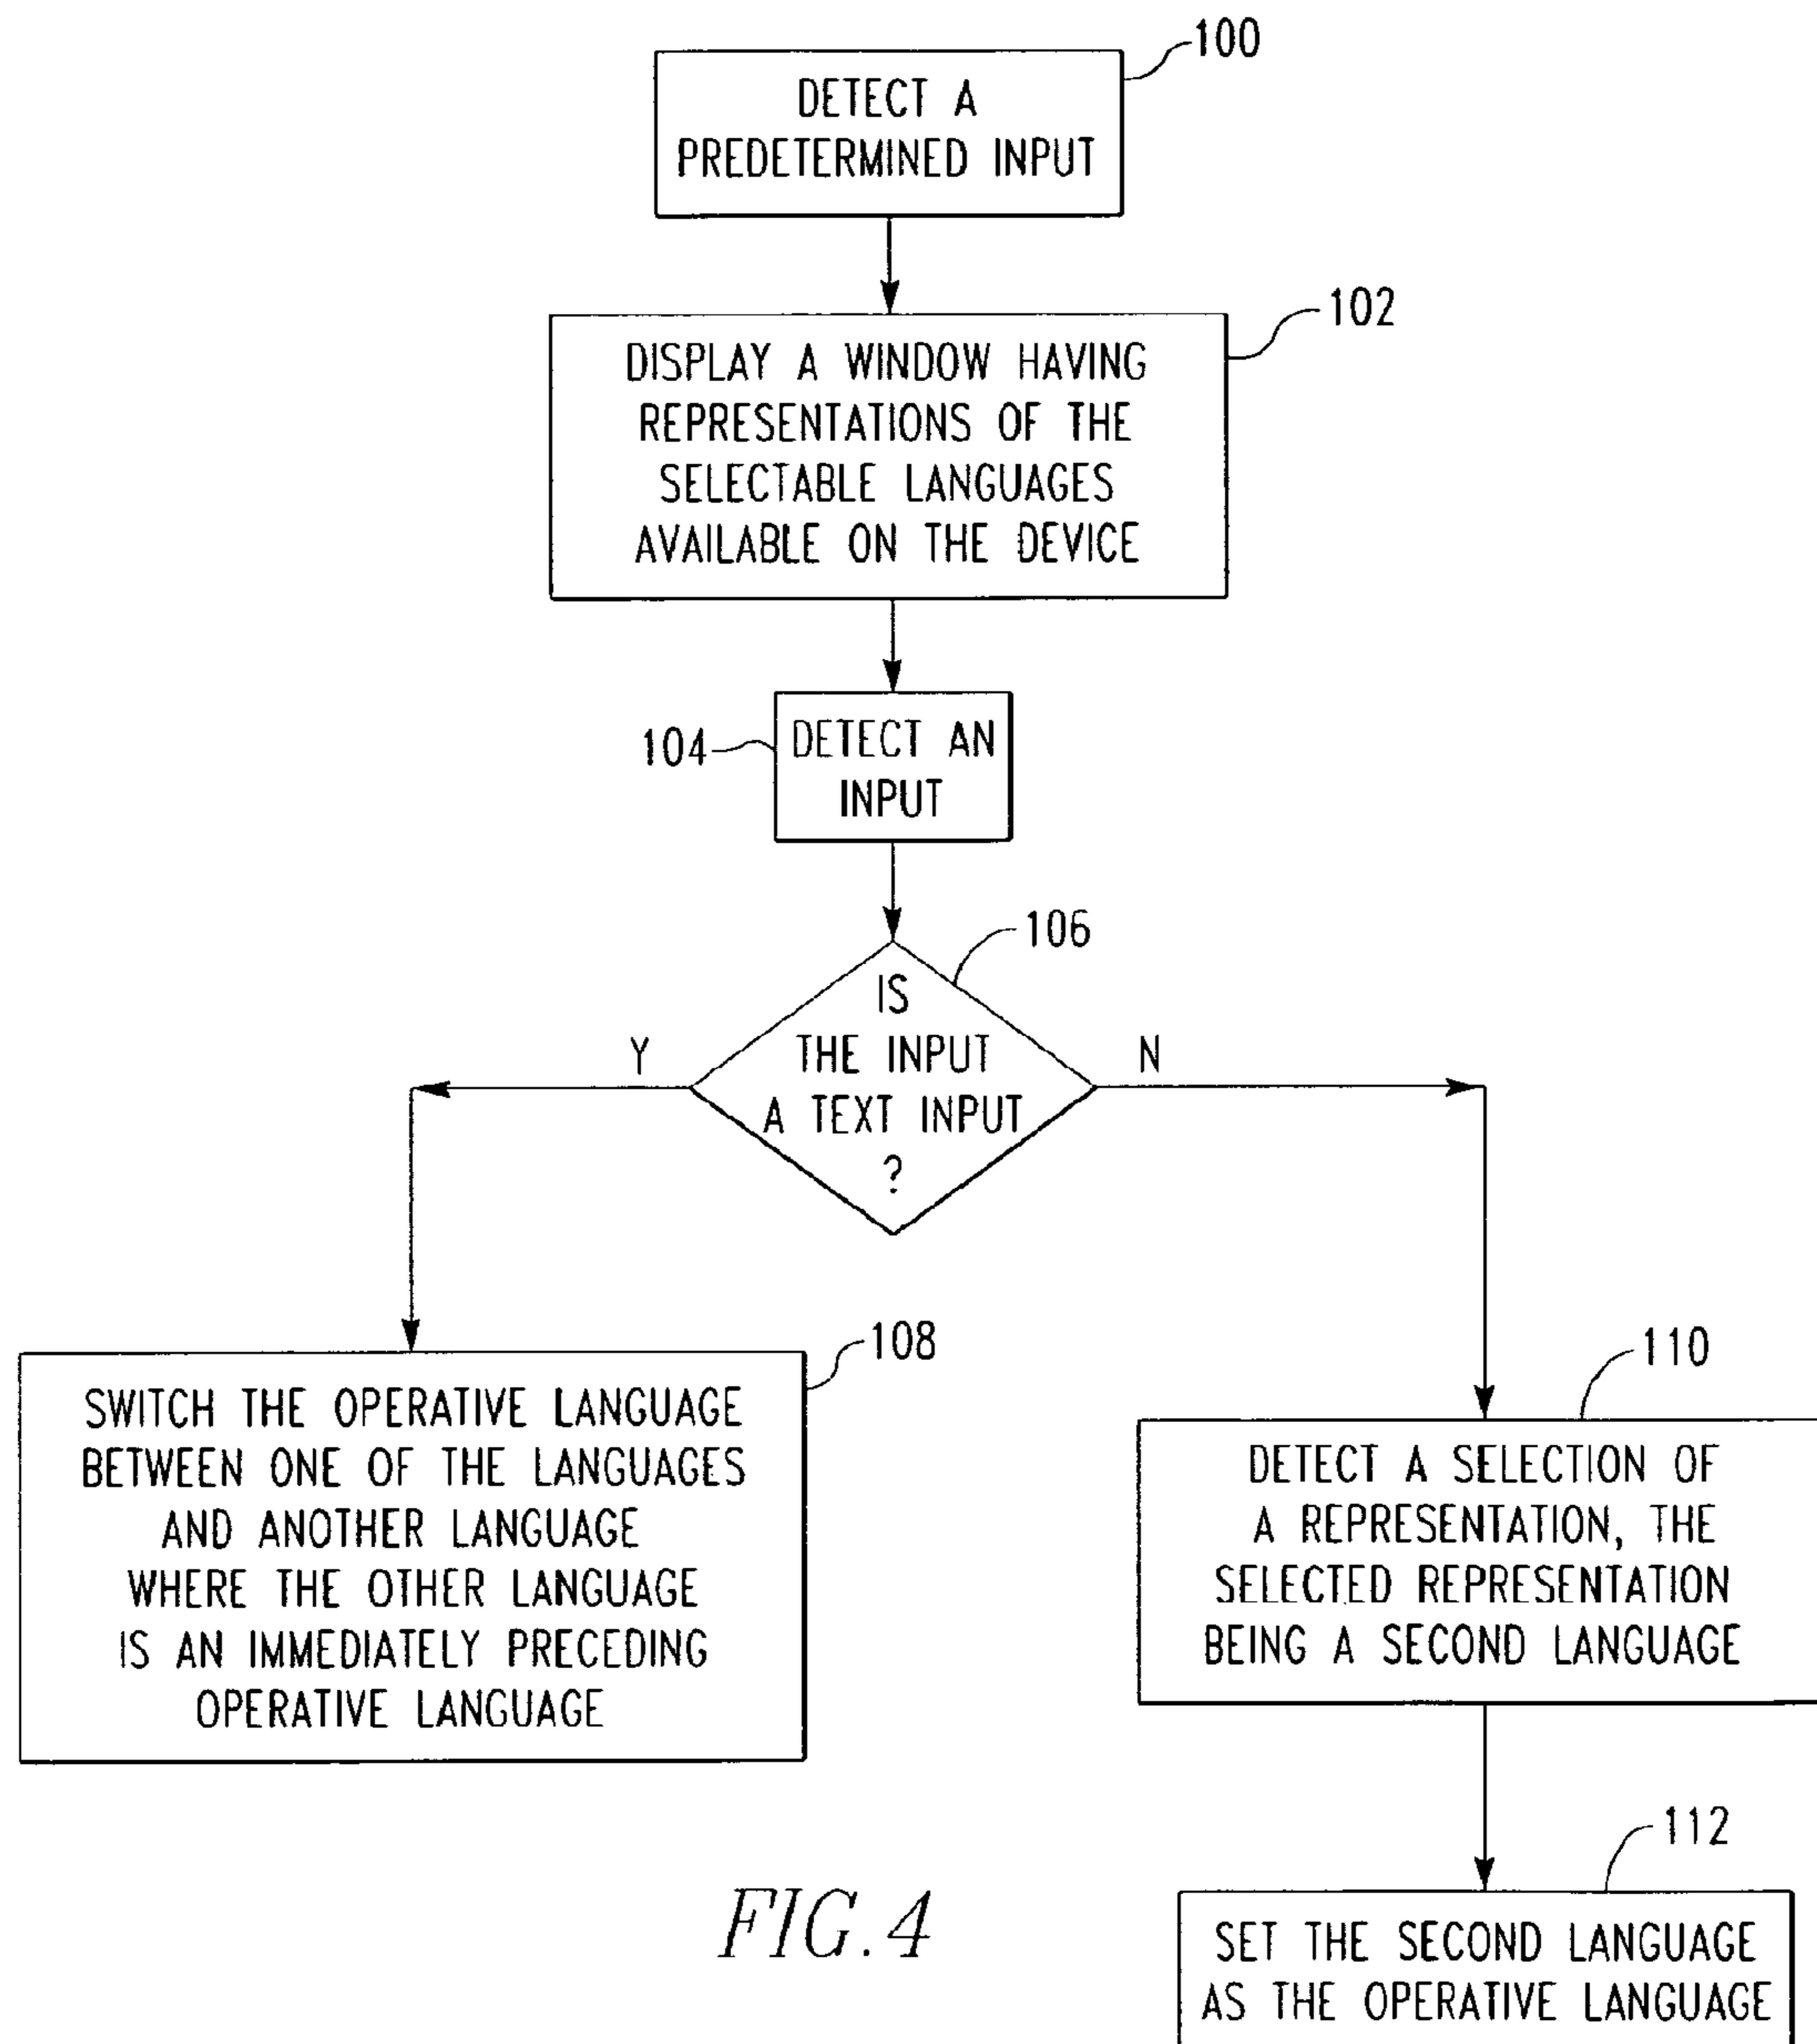 100
DETECT A
PREDETERMINED INPUT
102
DISPLAY A WINDOW HAVING
REPRESENTATIONS OF THE
SELECTABLE LANGUAGES
AVAILABLE ON THE DEVICE
104
DETECT AN
INPUT
106
IS
THE INPUT
A TEXT INPUT
?
Y
N
108
SWITCH THE OPERATIVE LANGUAGE
BETWEEN ONE OF THE LANGUAGES
AND ANOTHER LANGUAGE
WHERE THE OTHER LANGUAGE
IS AN IMMEDIATELY PRECEDING
OPERATIVE LANGUAGE
110
DETECT A SELECTION OF
A REPRESENTATION, THE
SELECTED REPRESENTATION
BEING A SECOND LANGUAGE
112
SET THE SECOND LANGUAGE
AS THE OPERATIVE LANGUAGE
FIG.4